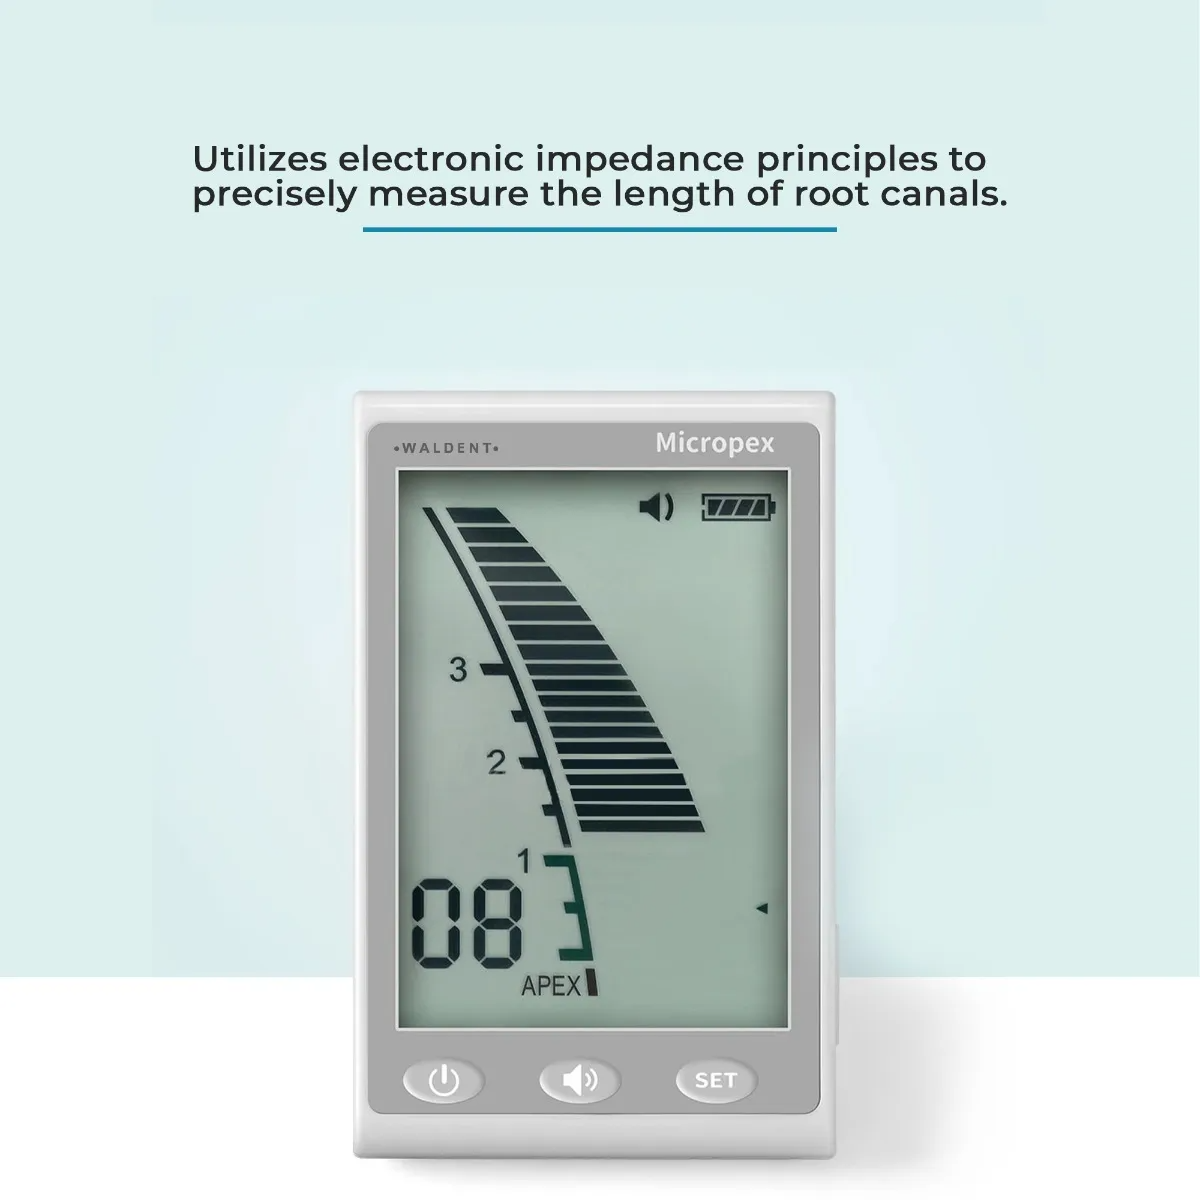 Utilizes electronic impedance principles to
precisely measure the length of root canals.
•WALDENT•
Micropex
3
2
1
08
APEX
SET